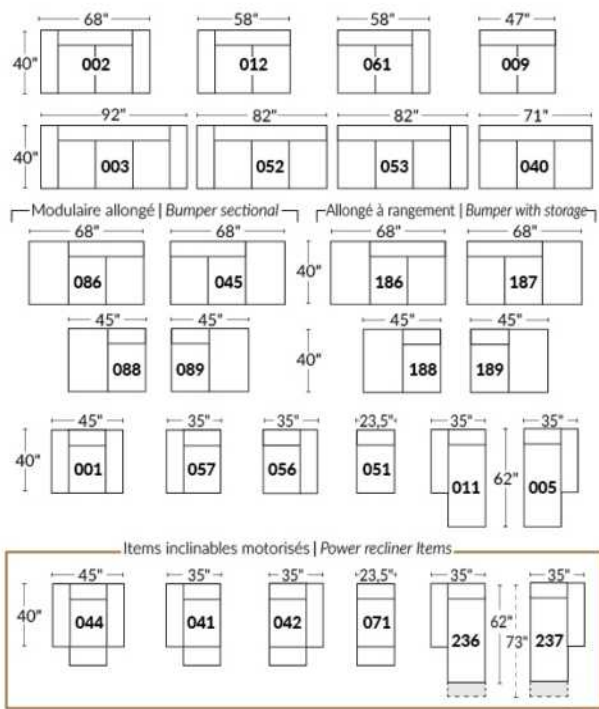 68" 58" 58" 47"
40" 002 012 061 009
92" 82" 82" 71"
40" 003 052 053 040
Modulaire allongé | Bumper sectional Allongé à rangement | Bumper with storage
68" 68" 68" 68"
086 045 40" 186 187
45" 45" 45" 45"
088 089 40" 188 189
45" 35" 35" 23,5" 35" 35"
40" 001 057 056 051 011 62" 005
Items inclinables motorisés | Power recliner Items
45" 35" 35" 23,5" 35" 35"
40" 044 041 042 071 236 62" 73" 237